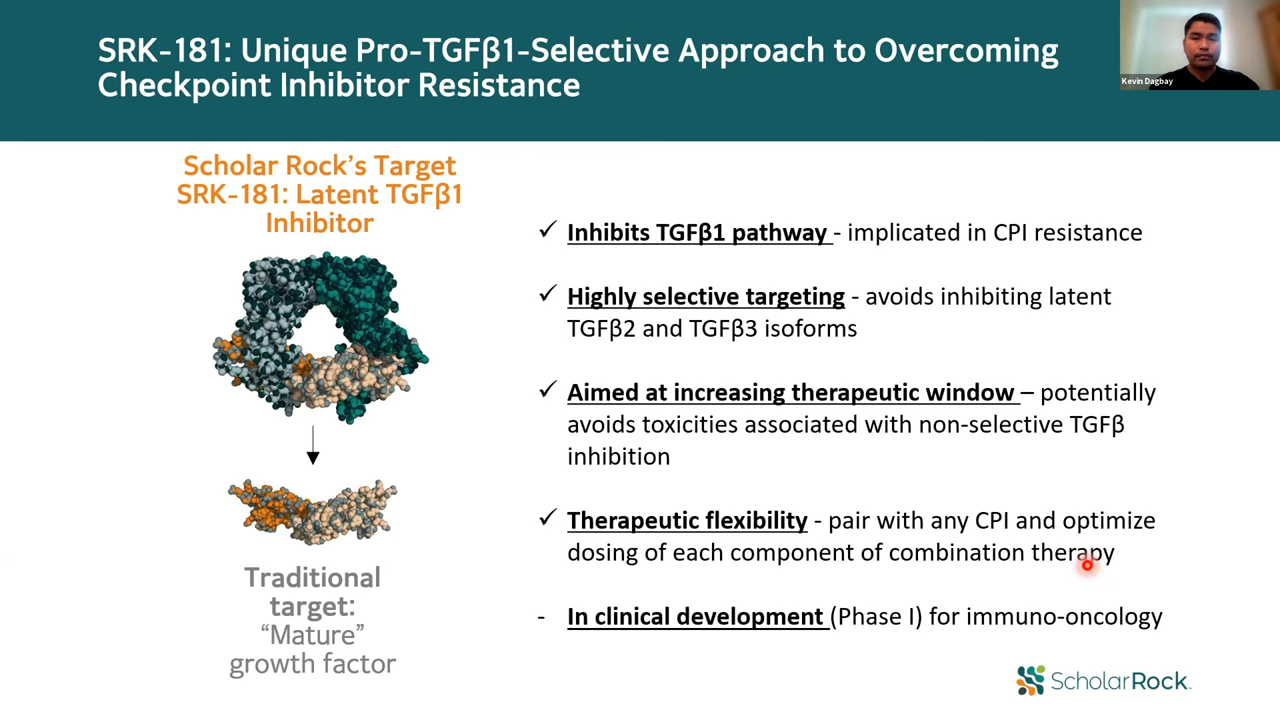 SRK-181: Unique Pro-TGFβ1-Selective Approach to Overcoming
Checkpoint Inhibitor Resistance
Kevin Dagbay
Scholar Rock’s Target
SRK-181: Latent TGFβ1
Inhibitor
Traditional
target:
“Mature”
growth factor
✓ Inhibits TGFβ1 pathway - implicated in CPI resistance
✓ Highly selective targeting - avoids inhibiting latent
TGFβ2 and TGFβ3 isoforms
✓ Aimed at increasing therapeutic window – potentially
avoids toxicities associated with non-selective TGFβ
inhibition
✓ Therapeutic flexibility - pair with any CPI and optimize
dosing of each component of combination therapy
- In clinical development (Phase I) for immuno-oncology
ScholarRock